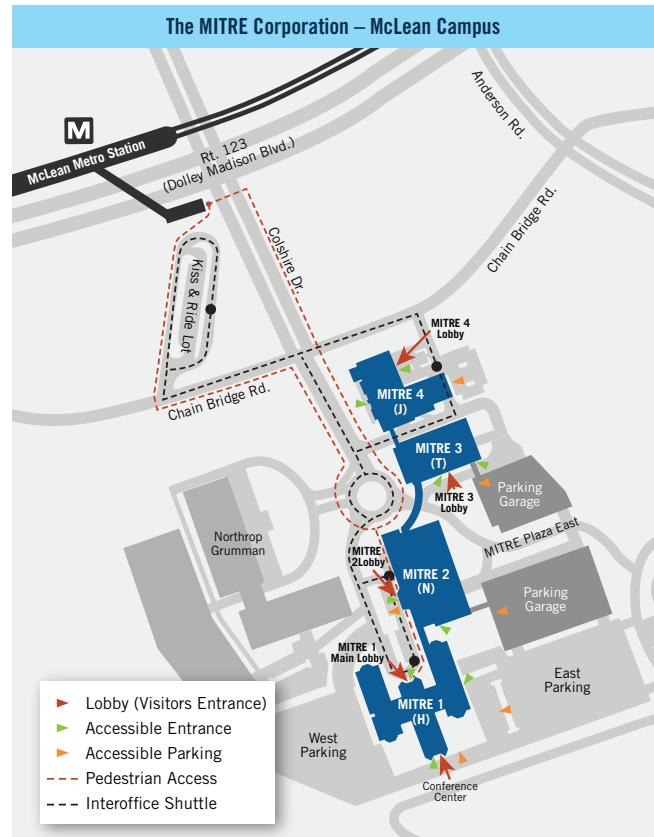 The MITRE Corporation – McLean Campus
M
McLean Metro Station
Rt. 123
(Dolley Madison Blvd.)
Anderson Rd.
Chain Bridge Rd.
Colshire Dr.
Kiss & Ride Lot
Chain Bridge Rd.
MITRE 4
Lobby
MITRE 4
(J)
MITRE 3
(T)
MITRE 3
Lobby
Parking
Garage
Northrop
Grumman
MITRE Plaza East
MITRE
2Lobby
MITRE 2
(N)
Parking
Garage
MITRE 1
Main Lobby
MITRE 1
(H)
East
Parking
West
Parking
Conference
Center
Lobby (Visitors Entrance)
Accessible Entrance
Accessible Parking
Pedestrian Access
Interoffice Shuttle